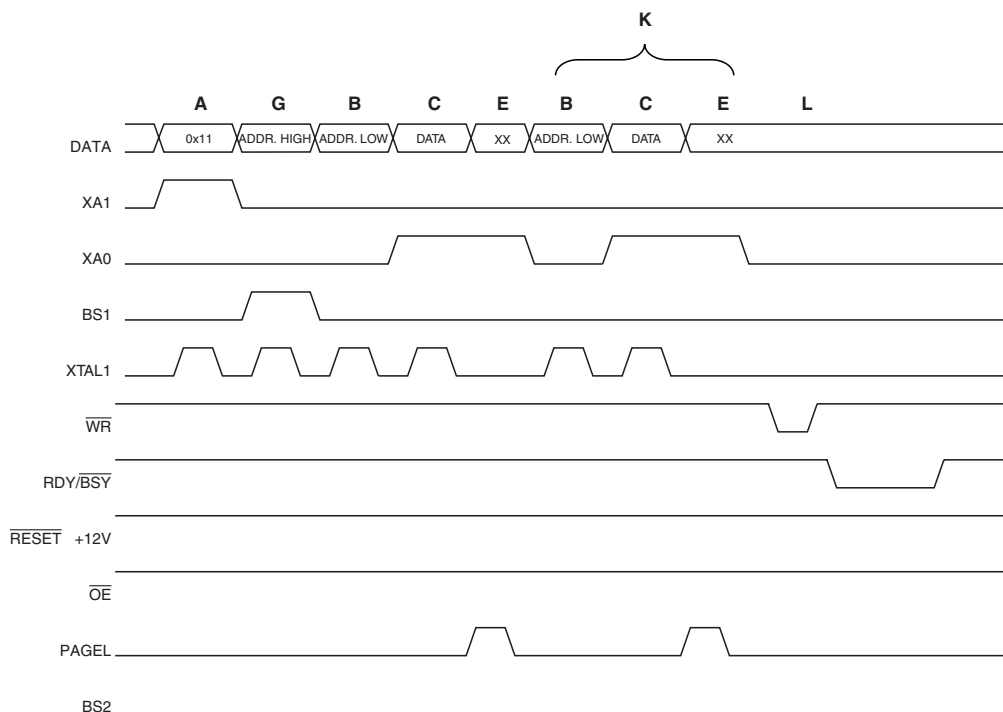 K
A G B C E B C E L
DATA 0x11 ADDR. HIGH ADDR. LOW DATA XX ADDR. LOW DATA XX
XA1
XA0
BS1
XTAL1
WR
RDY/BSY
RESET +12V
OE
PAGEL
BS2